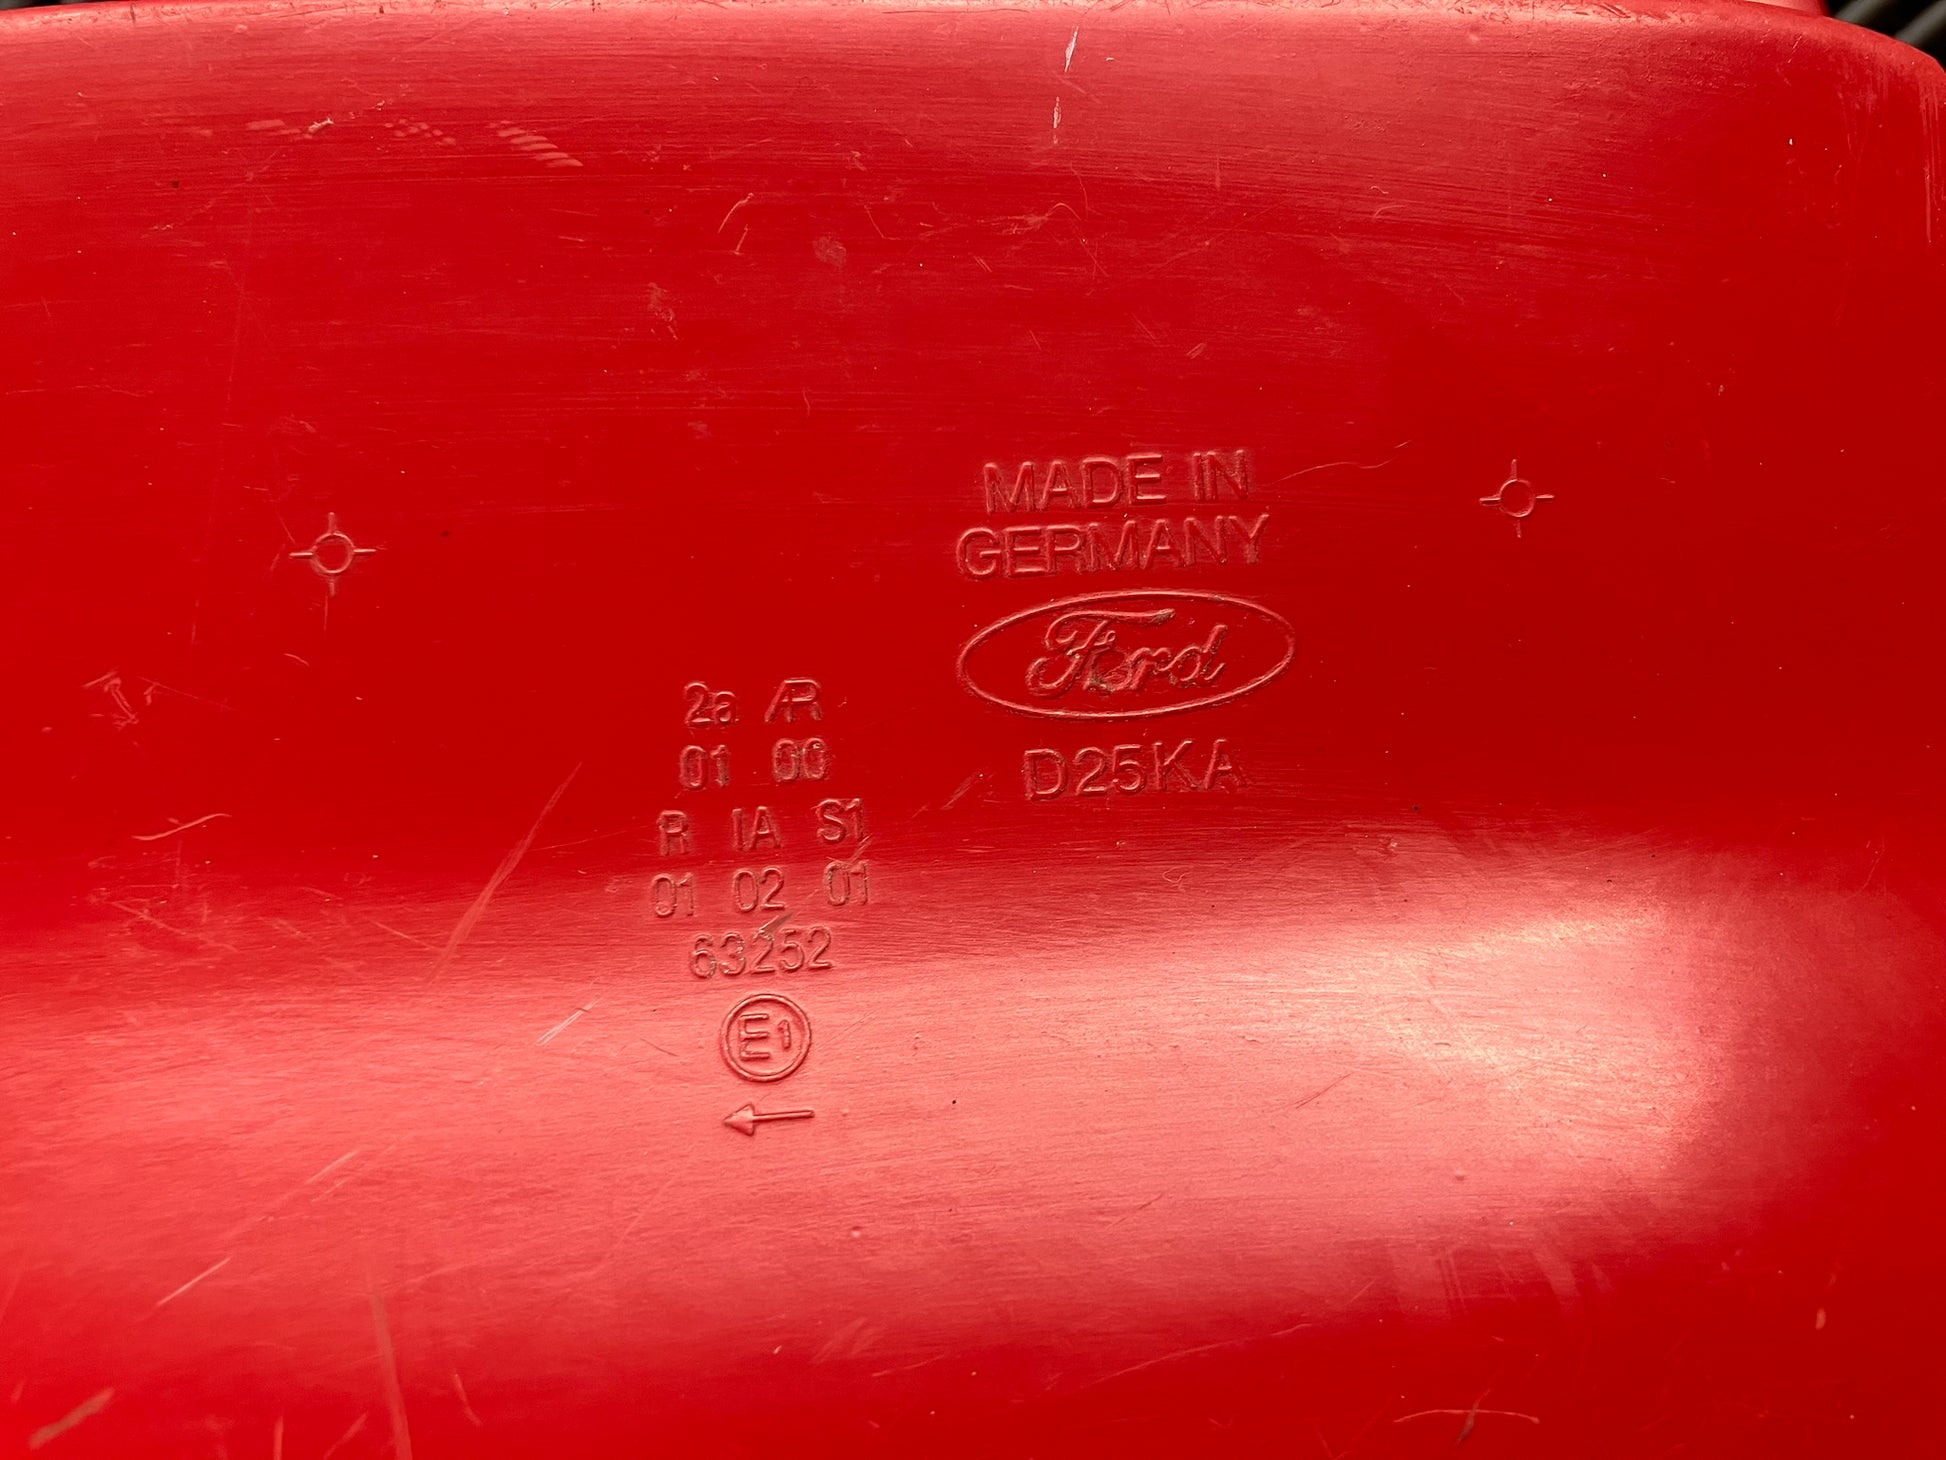 MADE IN
GERMANY
Ford
D25KA
2a AR
01 00
R IA S1
01 02 01
63252
E1